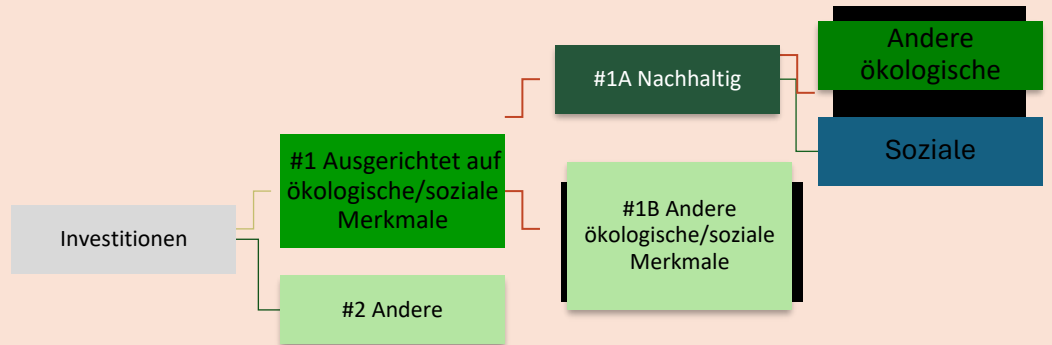 Andere
ökologische
#1A Nachhaltig
Soziale
#1 Ausgerichtet auf
ökologische/soziale
Merkmale
#1B Andere
ökologische/soziale
Merkmale
Investitionen
#2 Andere